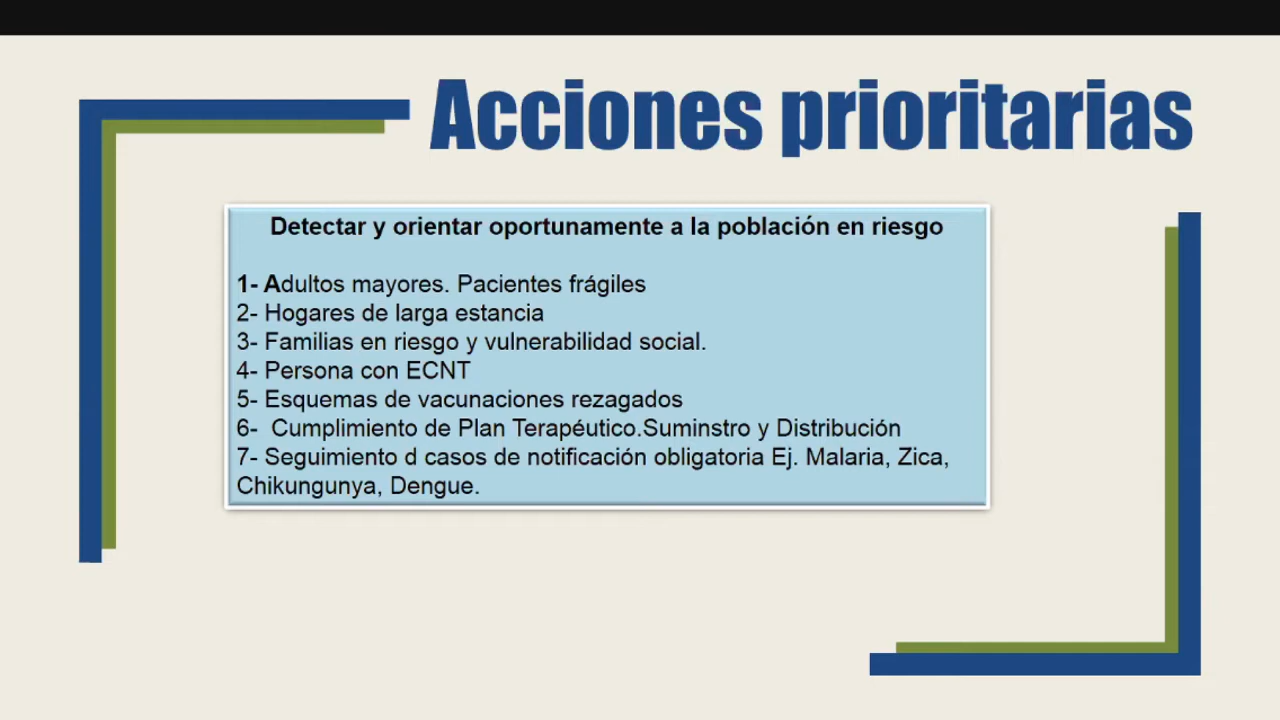 Acciones prioritarias
Detectar y orientar oportunamente a la población en riesgo
1- Adultos mayores. Pacientes frágiles
2- Hogares de larga estancia
3- Familias en riesgo y vulnerabilidad social.
4- Persona con ECNT
5- Esquemas de vacunaciones rezagados
6- Cumplimiento de Plan Terapéutico.Suminstro y Distribución
7- Seguimiento d casos de notificación obligatoria Ej. Malaria, Zica,
Chikungunya, Dengue.